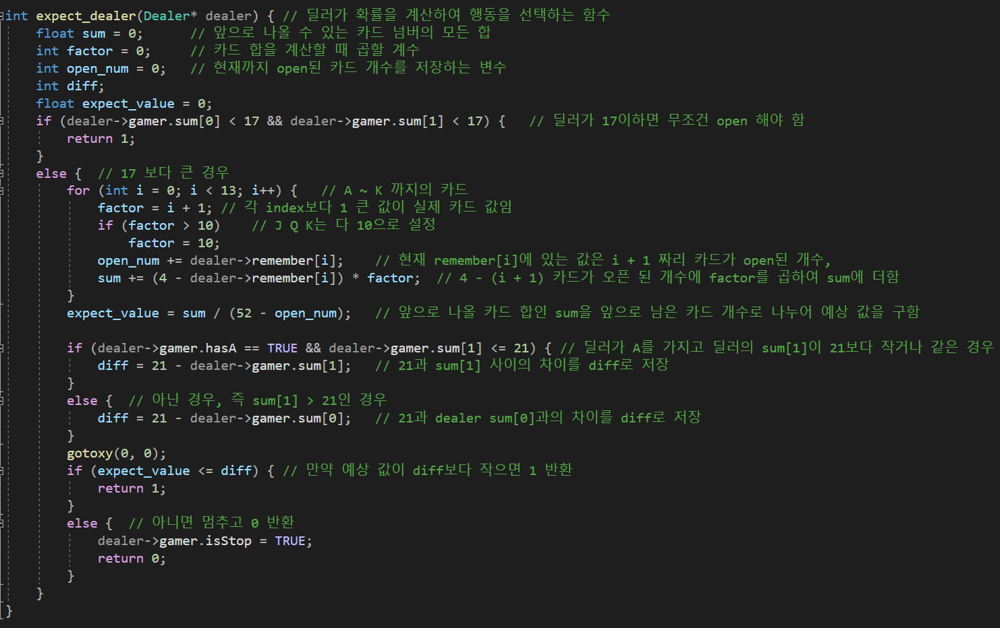 int expect_dealer(Dealer* dealer) { // 딜러가 확률을 계산하여 행동을 선택하는 함수
    float sum = 0;      // 앞으로 나올 수 있는 카드 넘버의 모든 합
    int factor = 0;     // 카드 합을 계산할 때 곱할 계수
    int open_num = 0;   // 현재까지 open된 카드 개수를 저장하는 변수
    int diff;
    float expect_value = 0;
    if (dealer->gamer.sum[0] < 17 && dealer->gamer.sum[1] < 17) {   // 딜러가 17이하면 무조건 open 해야 함
        return 1;
    }
    else {  // 17 보다 큰 경우
        for (int i = 0; i < 13; i++) {   // A ~ K 까지의 카드
            factor = i + 1; // 각 index보다 1 큰 값이 실제 카드 값임
            if (factor > 10)    // J Q K는 다 10으로 설정
                factor = 10;
            open_num += dealer->remember[i];    // 현재 remember[i]에 있는 값은 i + 1 짜리 카드가 open된 개수,
            sum += (4 - dealer->remember[i]) * factor;  // 4 - (i + 1) 카드가 오픈 된 개수에 factor를 곱하여 sum에 더함
        }
        expect_value = sum / (52 - open_num);   // 앞으로 나올 카드 합인 sum을 앞으로 남은 카드 개수로 나누어 예상 값을 구함
        if (dealer->gamer.hasA == TRUE && dealer->gamer.sum[1] <= 21) { // 딜러가 A를 가지고 딜러의 sum[1]이 21보다 작거나 같은 경우
            diff = 21 - dealer->gamer.sum[1];   // 21과 sum[1] 사이의 차이를 diff로 저장
        }
        else {  // 아닌 경우, 즉 sum[1] > 21인 경우
            diff = 21 - dealer->gamer.sum[0];   // 21과 dealer sum[0]과의 차이를 diff로 저장
        }
        gotoxy(0, 0);
        if (expect_value <= diff) { // 만약 예상 값이 diff보다 작으면 1 반환
            return 1;
        }
        else {  // 아니면 멈추고 0 반환
            dealer->gamer.isStop = TRUE;
            return 0;
        }
    }
}